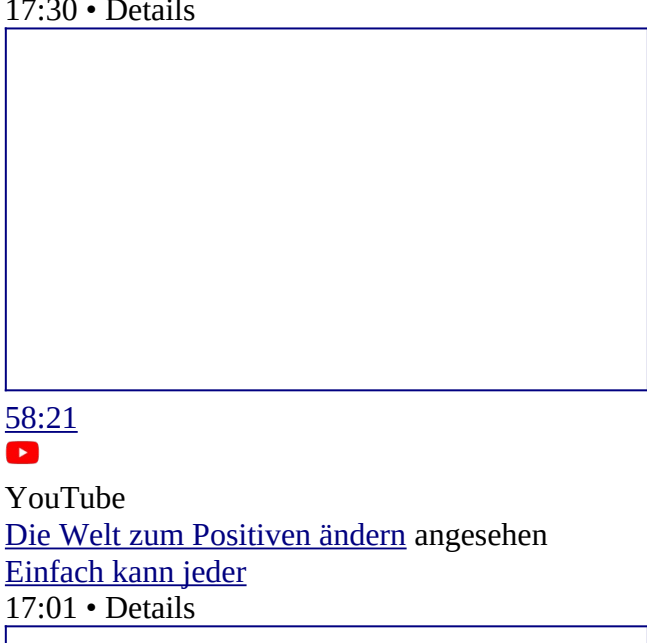 17:30 • Details
58:21
YouTube
Die Welt zum Positiven ändern angesehen
Einfach kann jeder
17:01 • Details